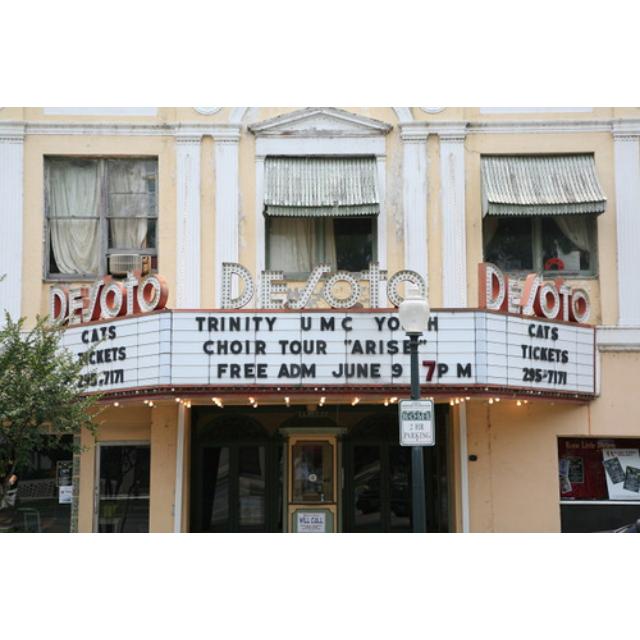 DESOTO
DESOTO
DESOTO
CATS
TICKETS
295-7171
TRINITY UMC YOUTH
CHOIR TOUR "ARISE"
FREE ADM JUNE 9 7PM
CATS
TICKETS
295-7171
2 HR
PARKING
WILL CALL